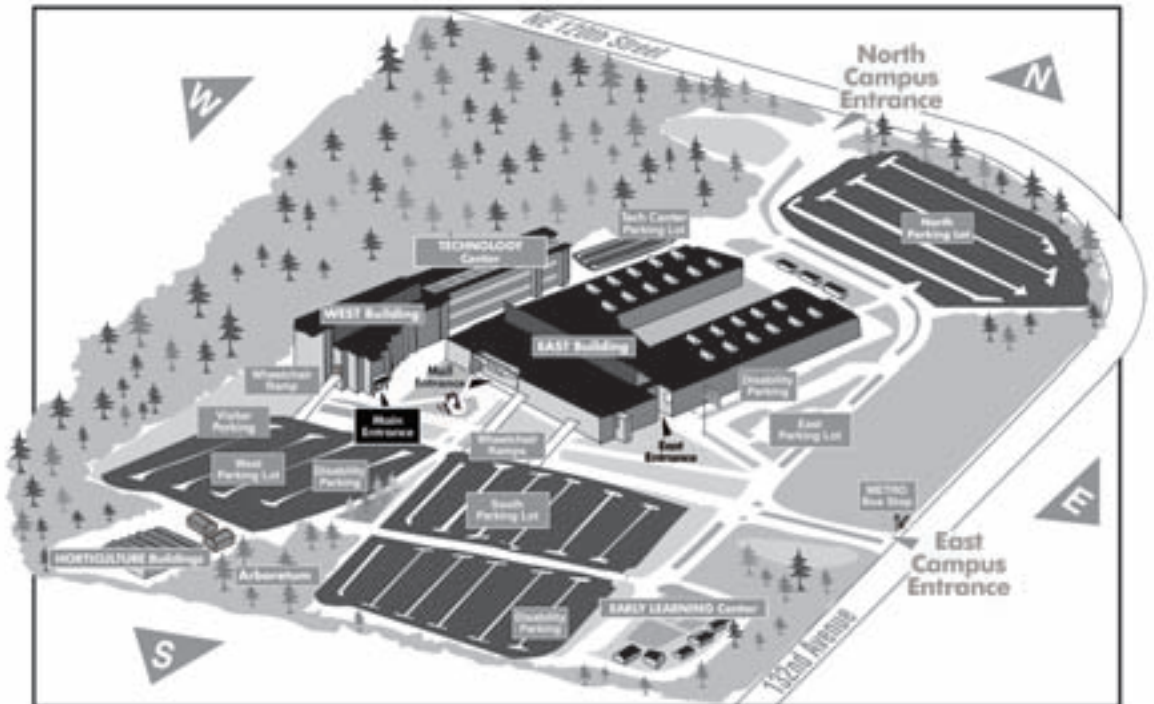 NE 120th Street
North
Campus
Entrance
N
W
Tech Center
Parking Lot
North
Parking Lot
TECHNOLOGY
Center
WEST Building
EAST Building
Wheelchair
Ramp
Mall
Entrance
Disability
Parking
Visitor
Parking
Main
Entrance
East
Parking Lot
Wheelchair
Ramps
East
Entrance
West
Parking Lot
Disability
Parking
METRO
Bus Stop
E
South
Parking Lot
East
Campus
Entrance
HORTICULTURE Buildings
Arboretum
EARLY LEARNING Center
Disability
Parking
S
132nd Avenue